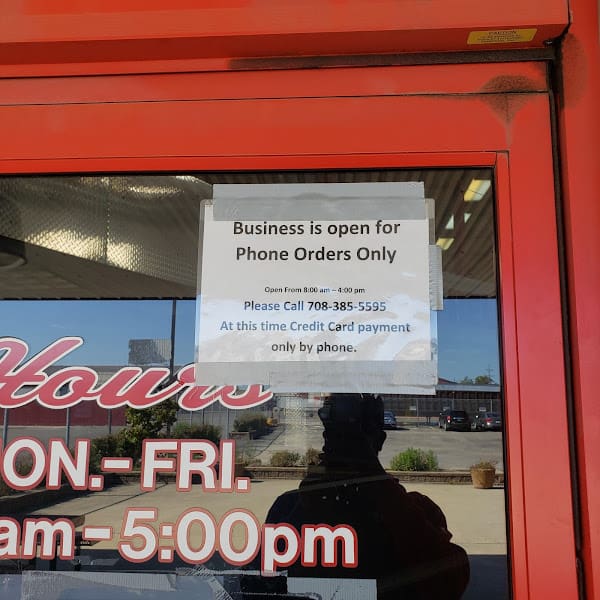 CAUTION
Business is open for
Phone Orders Only
Open From 8:00 am – 4:00 pm
Please Call 708-385-5595
At this time Credit Card payment
only by phone.
Hours
ON.–FRI.
am–5:00pm